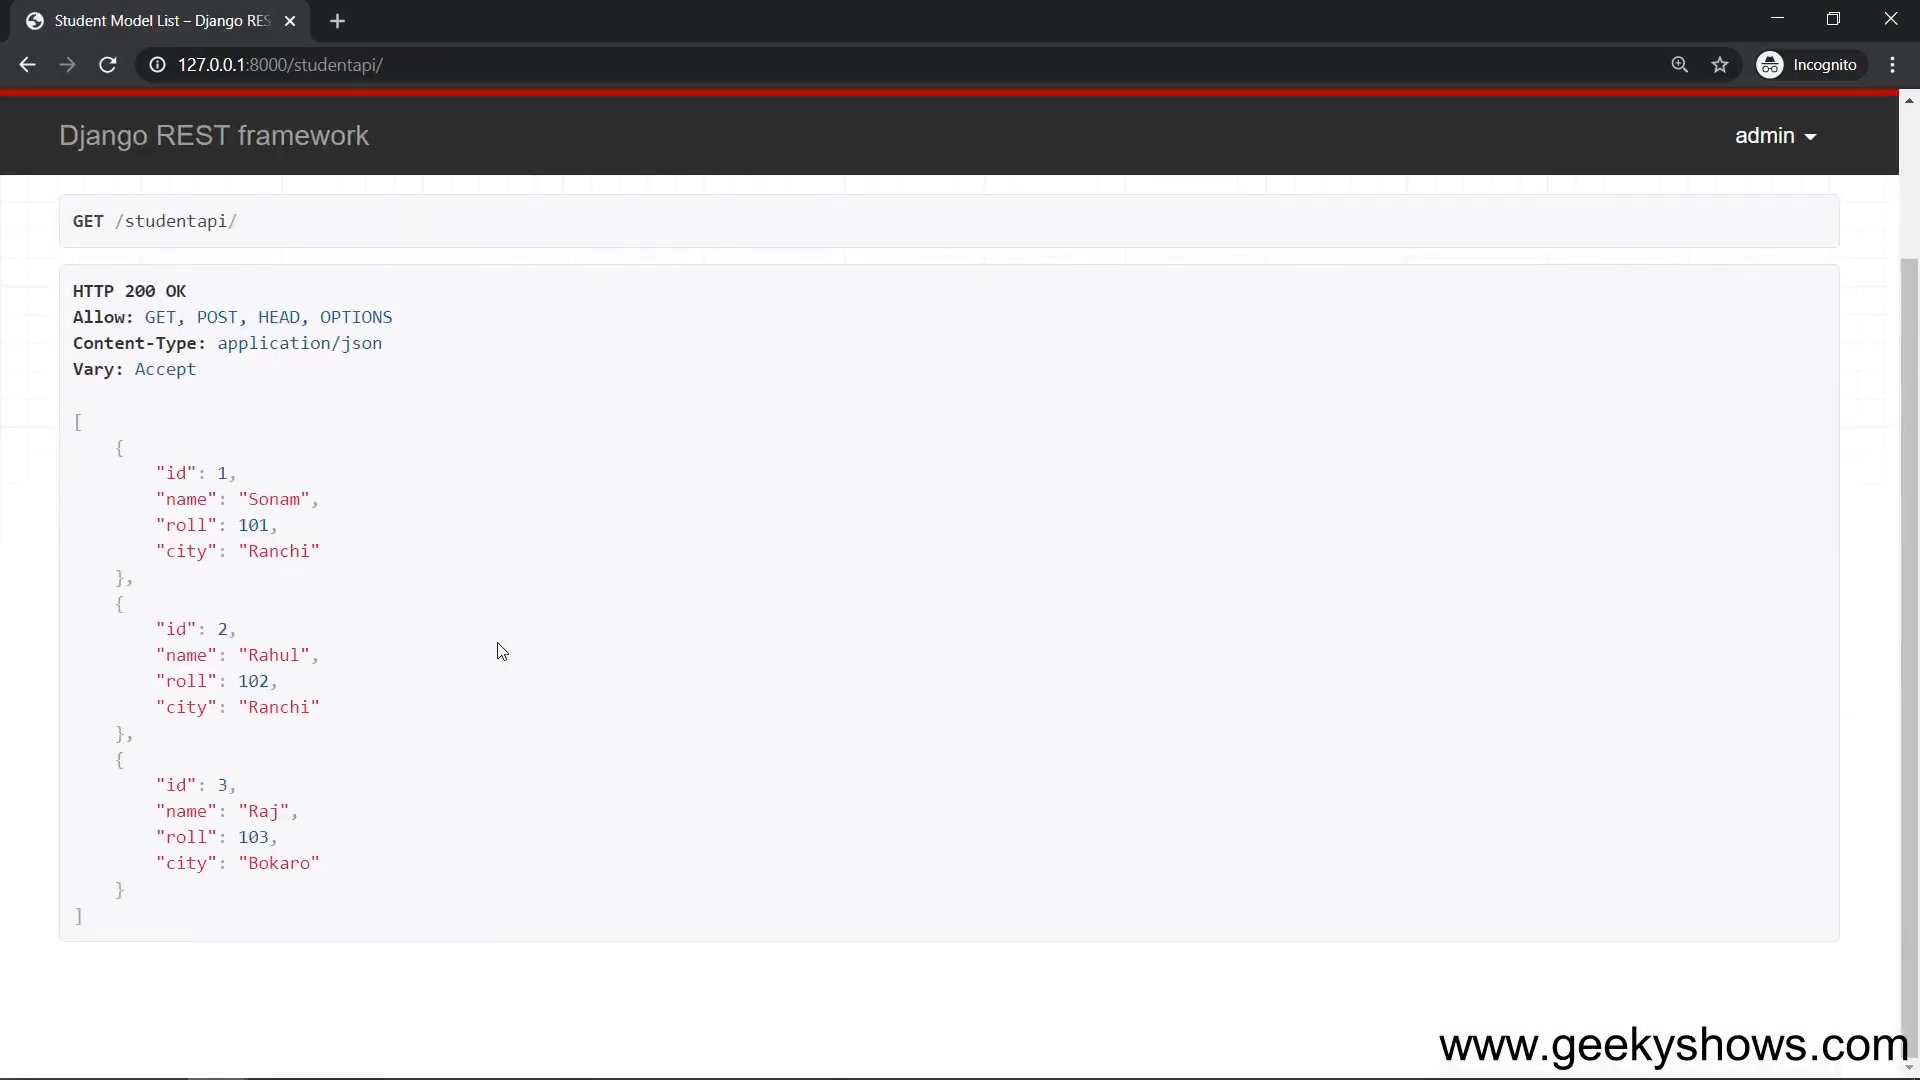 Student Model List – Django RES
127.0.0.1:8000/studentapi/
Incognito
Django REST framework
admin
GET /studentapi/
HTTP 200 OK
Allow: GET, POST, HEAD, OPTIONS
Content-Type: application/json
Vary: Accept
[
{
"id": 1,
"name": "Sonam",
"roll": 101,
"city": "Ranchi"
},
{
"id": 2,
"name": "Rahul",
"roll": 102,
"city": "Ranchi"
},
{
"id": 3,
"name": "Raj",
"roll": 103,
"city": "Bokaro"
}
]
www.geekyshows.com